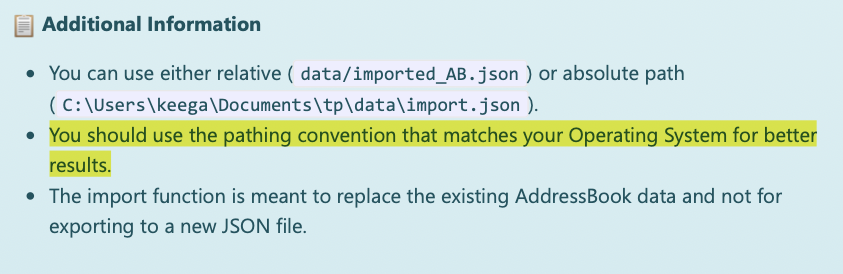 📋 Additional Information
• You can use either relative ( data/imported_AB.json ) or absolute path
( C:\Users\keega\Documents\tp\data\import.json ).
• You should use the pathing convention that matches your Operating System for better
results.
• The import function is meant to replace the existing AddressBook data and not for
exporting to a new JSON file.